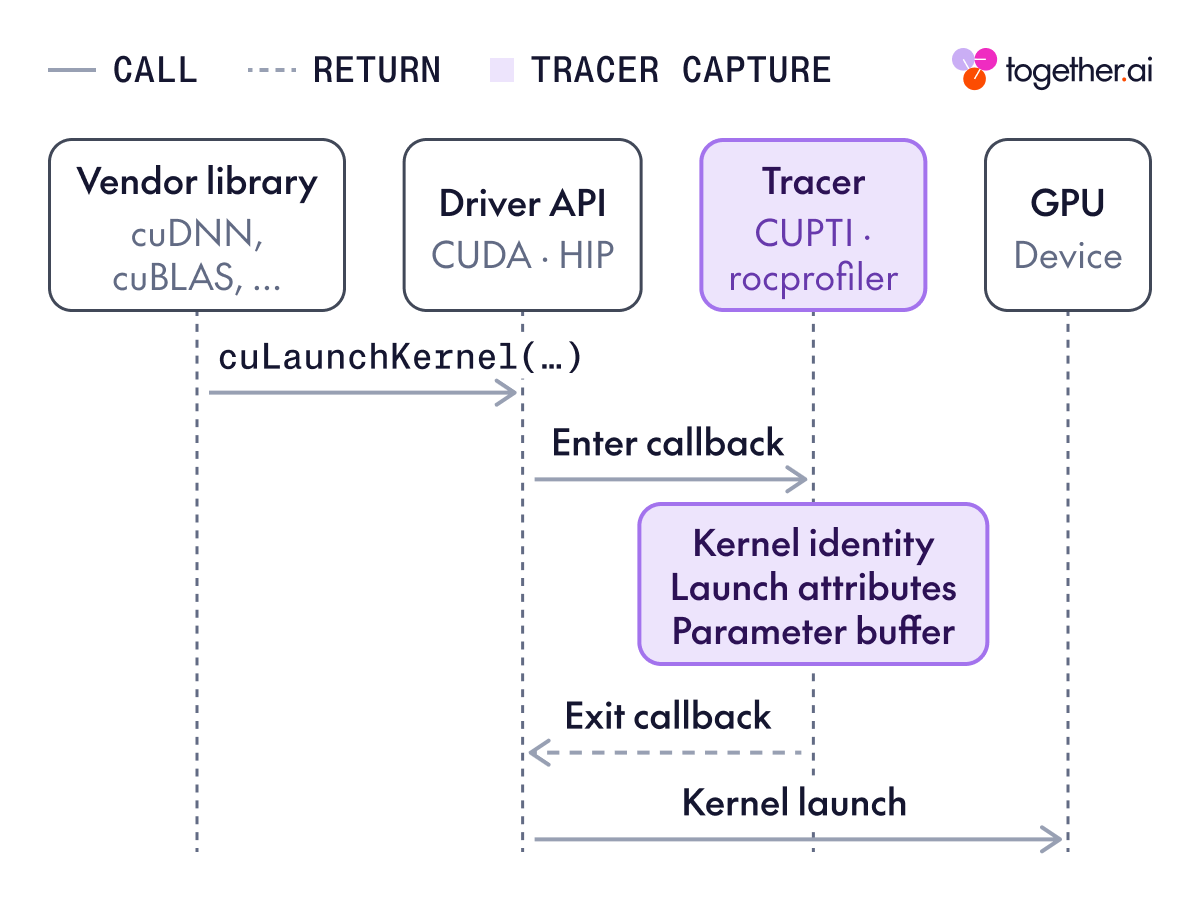 CALL
RETURN
TRACER CAPTURE
together.ai
Vendor library
cuDNN,
cuBLAS, ...
Driver API
CUDA · HIP
Tracer
CUPTI ·
rocprofiler
GPU
Device
cuLaunchKernel(…)
Enter callback
Kernel identity
Launch attributes
Parameter buffer
Exit callback
Kernel launch